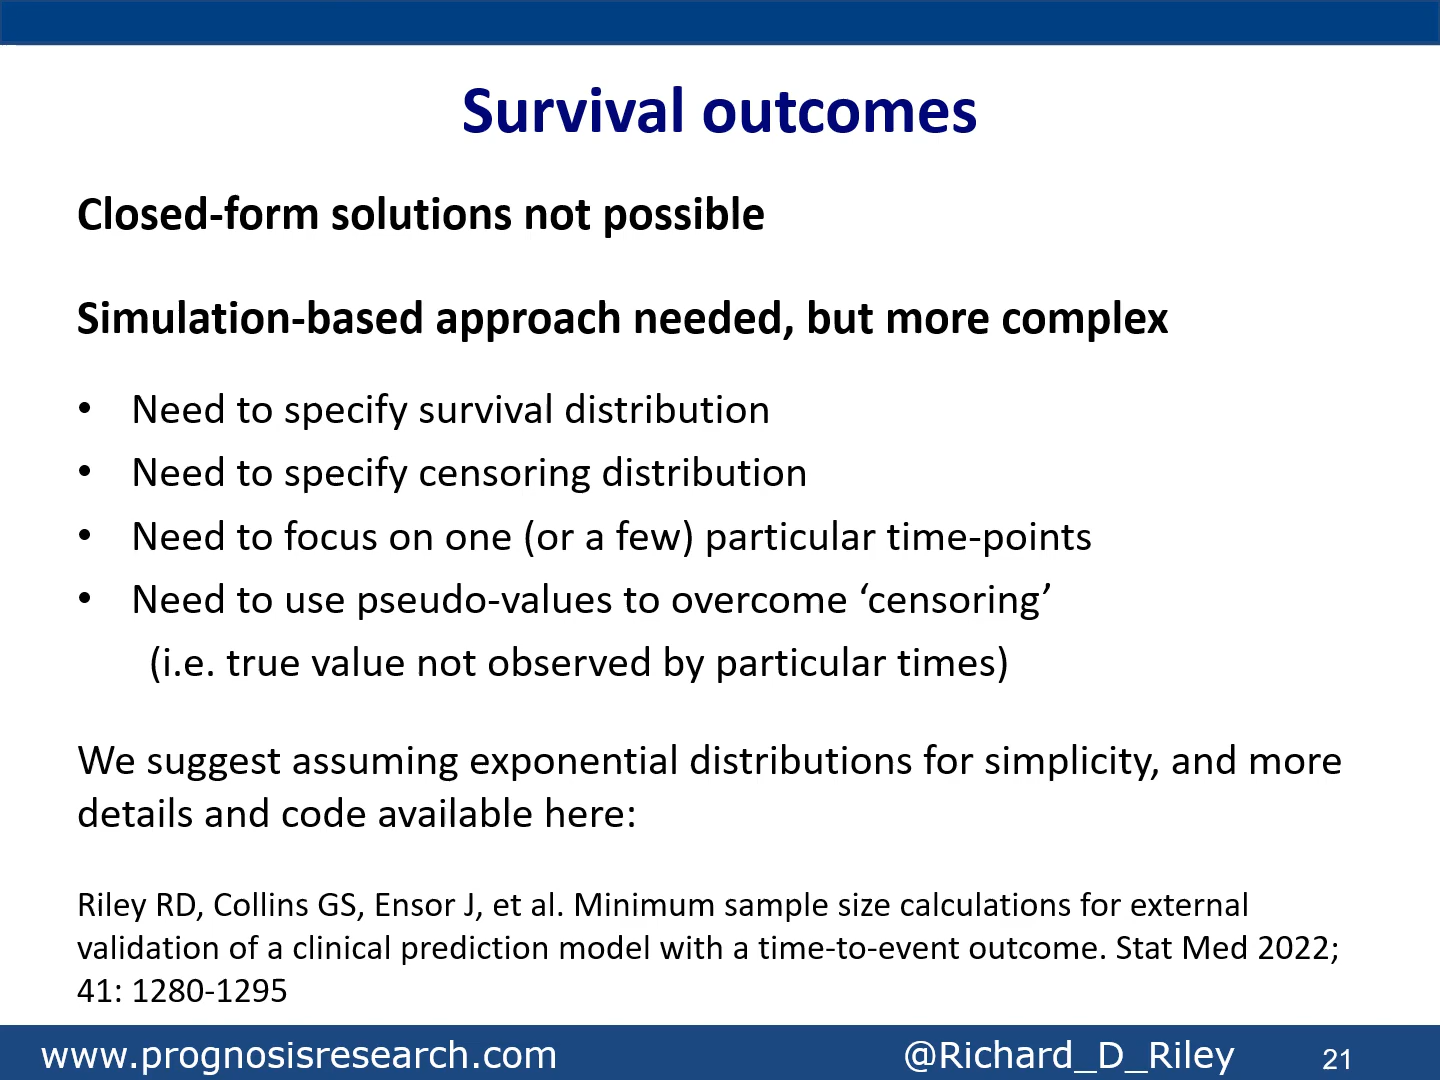 Survival outcomes
Closed-form solutions not possible
Simulation-based approach needed, but more complex
• Need to specify survival distribution
• Need to specify censoring distribution
• Need to focus on one (or a few) particular time-points
• Need to use pseudo-values to overcome ‘censoring’
(i.e. true value not observed by particular times)
We suggest assuming exponential distributions for simplicity, and more
details and code available here:
Riley RD, Collins GS, Ensor J, et al. Minimum sample size calculations for external
validation of a clinical prediction model with a time-to-event outcome. Stat Med 2022;
41: 1280-1295
www.prognosisresearch.com @Richard_D_Riley 21